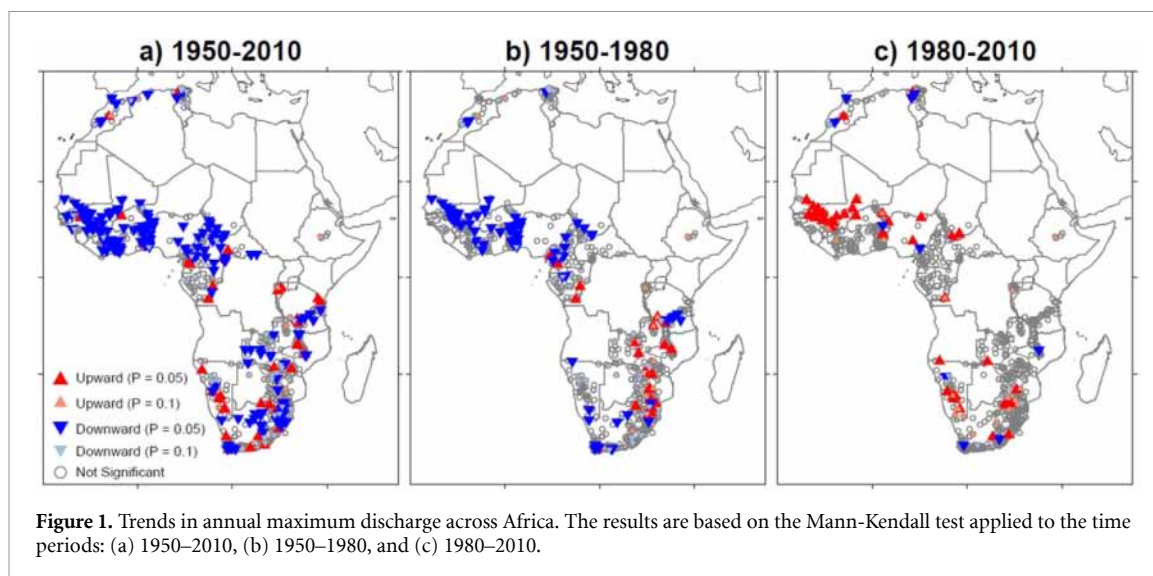 a) 1950-2010
b) 1950-1980
c) 1980-2010
Upward (P = 0.05)
Upward (P = 0.1)
Downward (P = 0.05)
Downward (P = 0.1)
Not Significant
Figure 1. Trends in annual maximum discharge across Africa. The results are based on the Mann-Kendall test applied to the time
periods: (a) 1950–2010, (b) 1950–1980, and (c) 1980–2010.